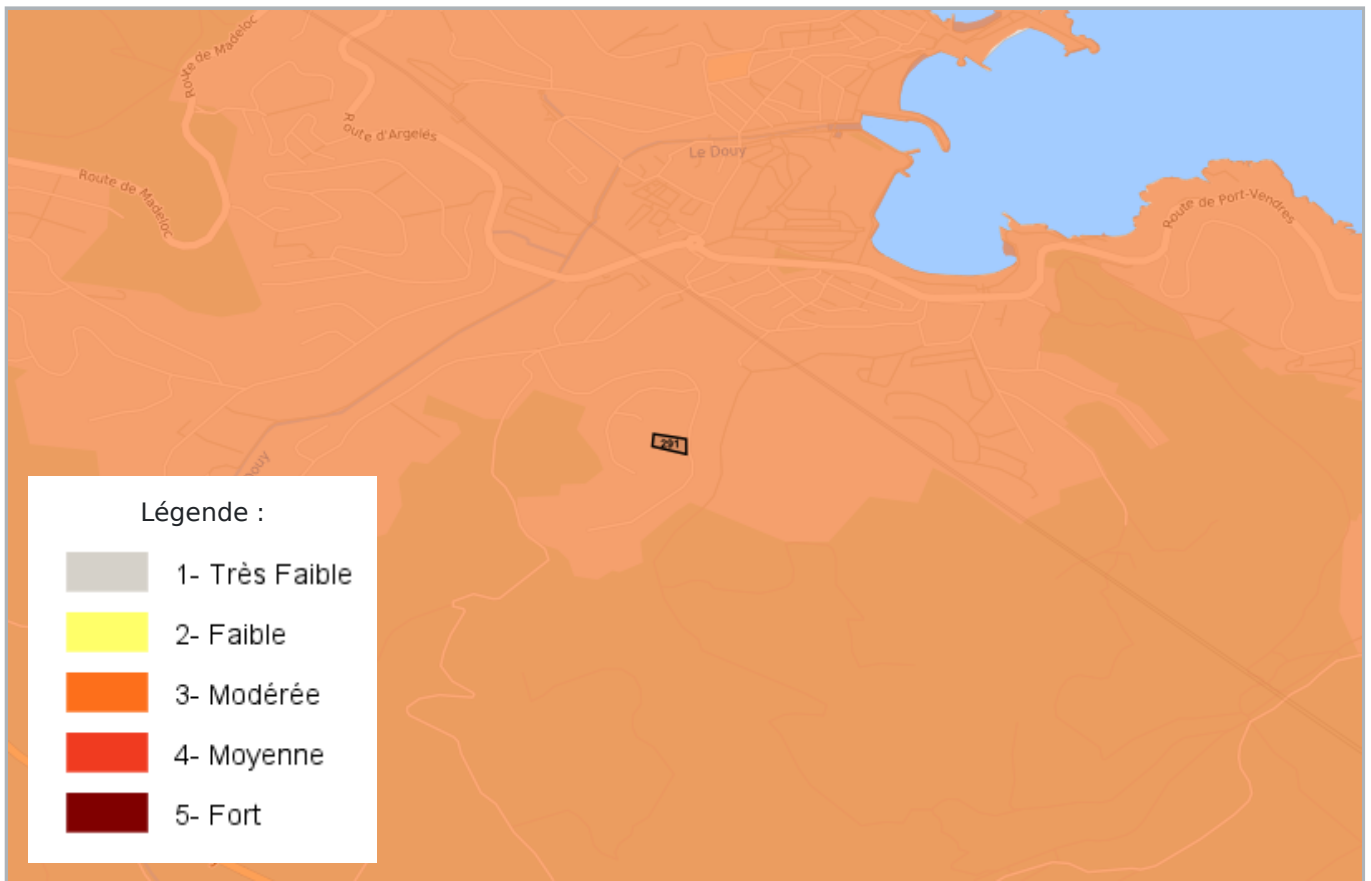 Route de Madeloc
Route d'Argelès
Le Douy
Route de Madeloc
Route de Port-Vendres
291
Légende :
1- Très Faible
2- Faible
3- Modérée
4- Moyenne
5- Fort